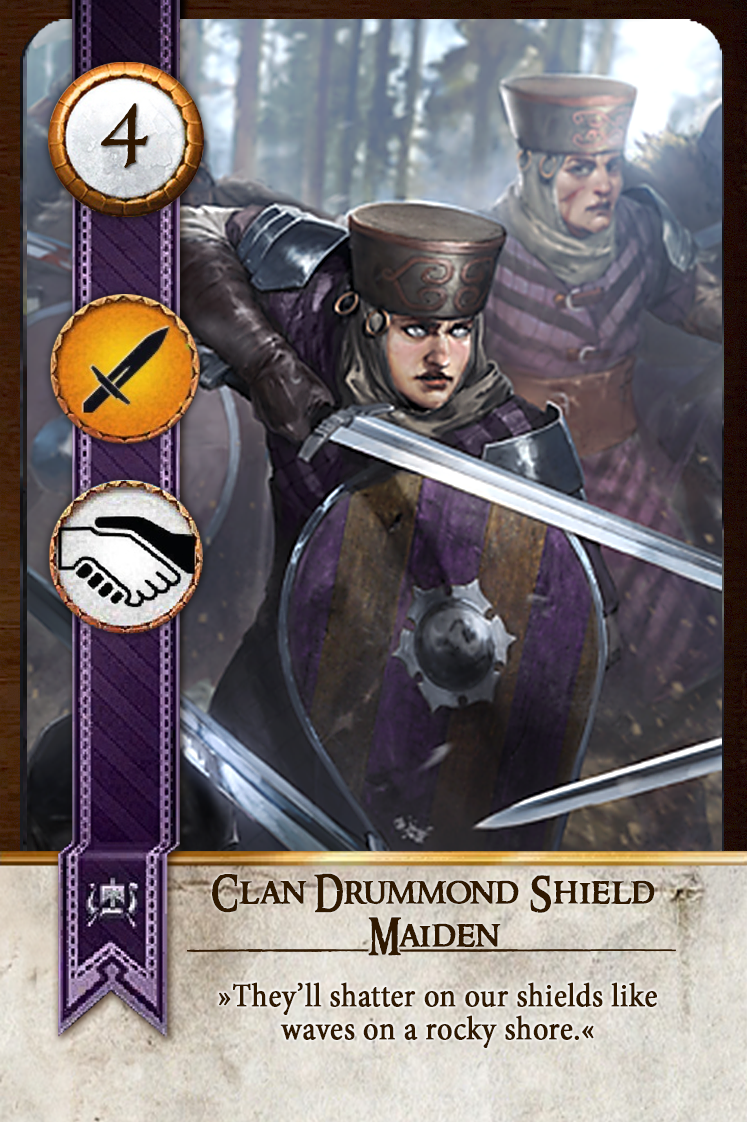 4
Clan Drummond Shield
Maiden
»They'll shatter on our shields like
waves on a rocky shore.«